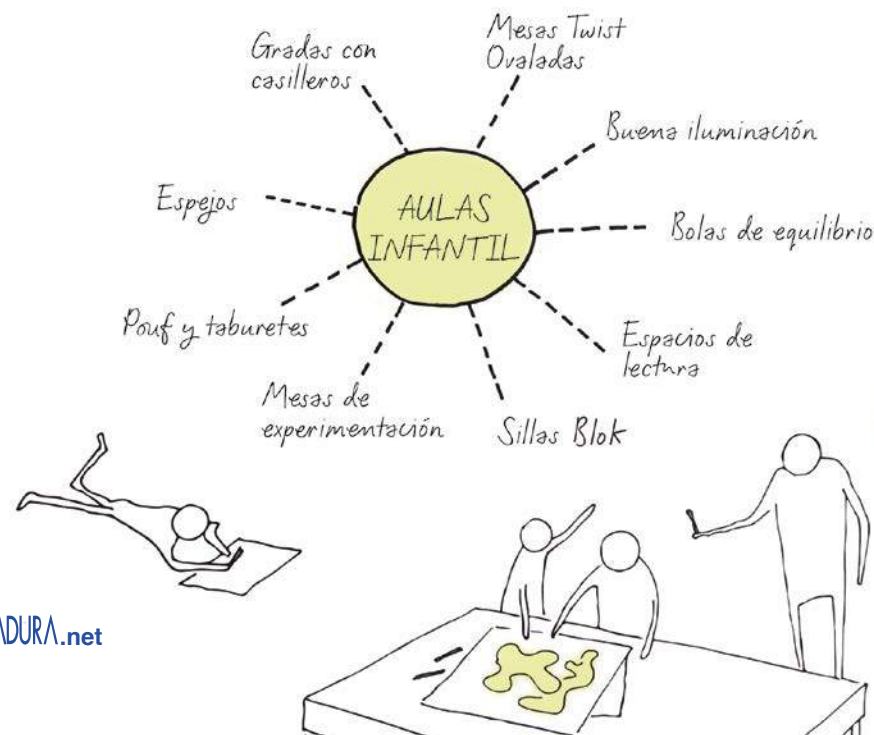 Gradas con
casilleros
Mesas Twist
Ovaladas
Buena iluminación
Espejos
AULAS
INFANTIL
Bolas de equilibrio
Pouf y taburetes
Espacios de
lectura
Mesas de
experimentación
Sillas Blok
ADURA.net